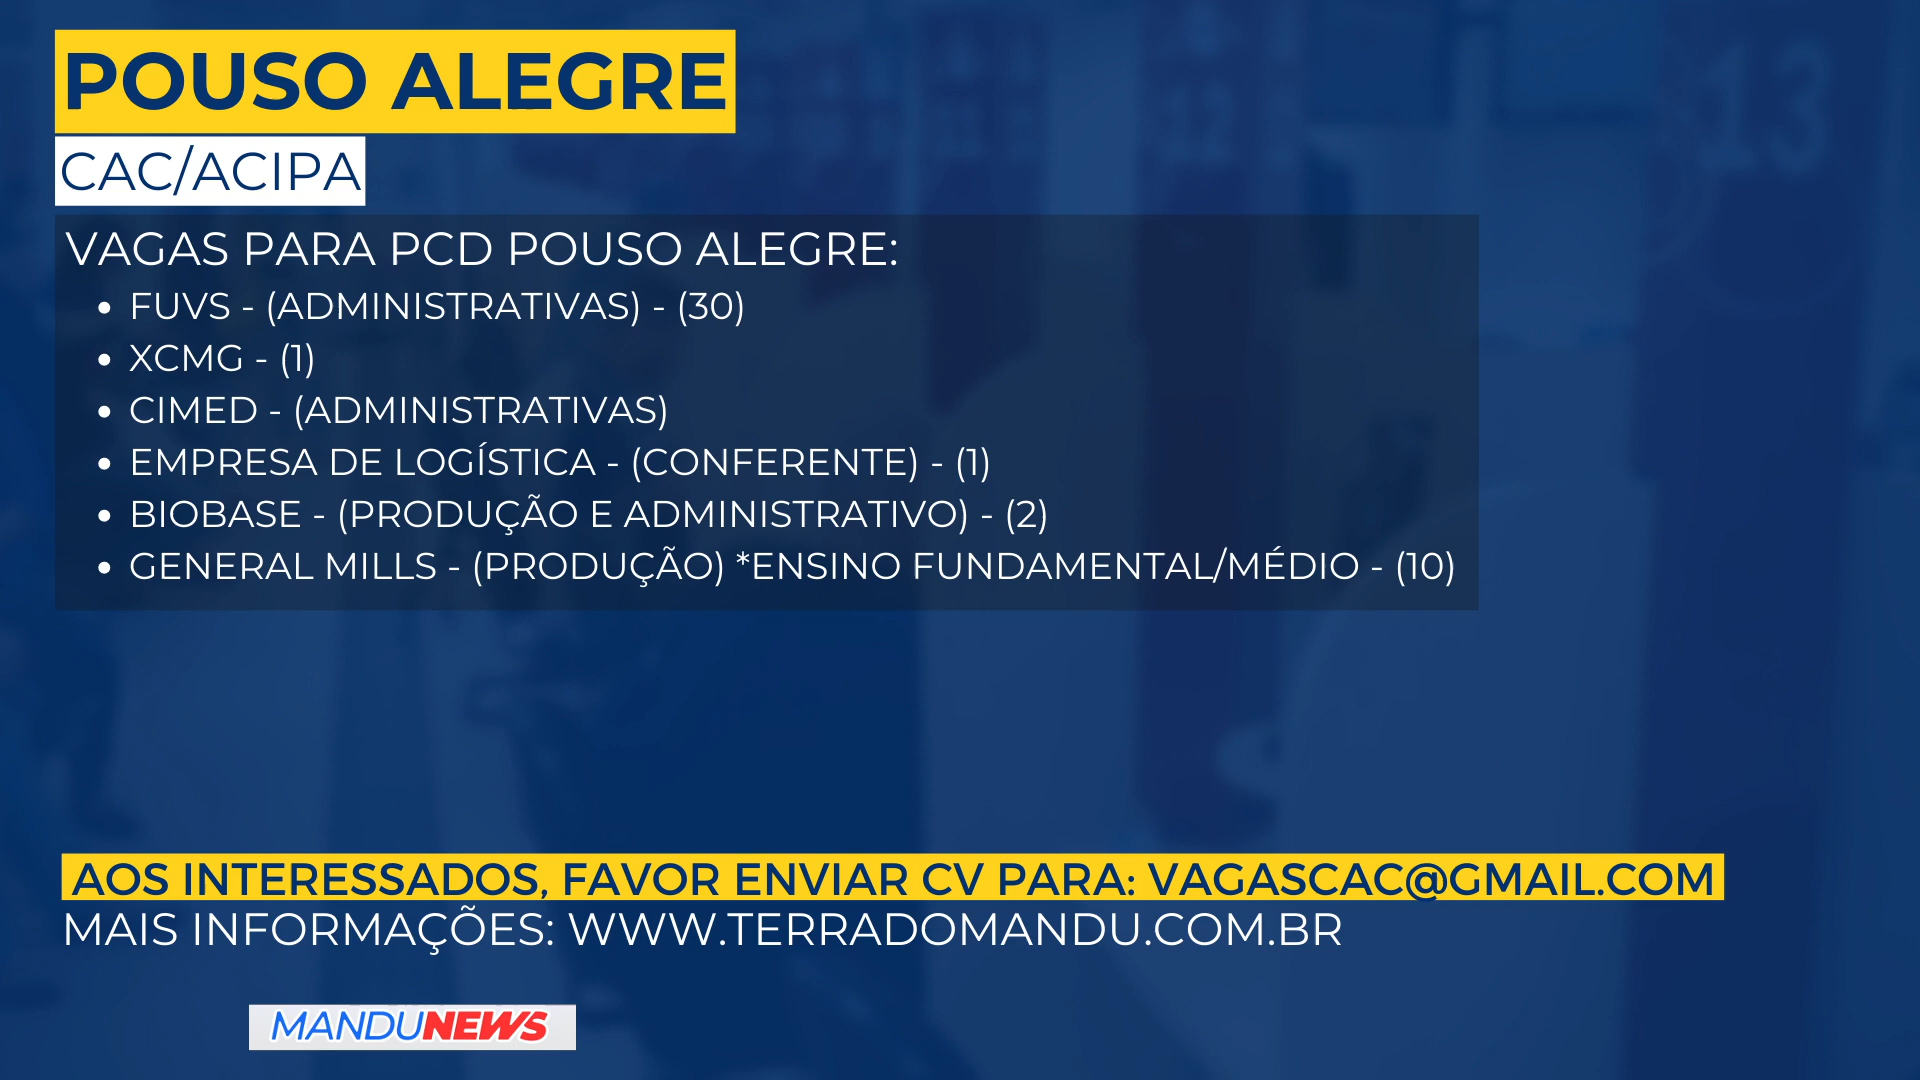 POUSO ALEGRE
CAC/ACIPA
VAGAS PARA PCD POUSO ALEGRE:
• FUVS - (ADMINISTRATIVAS) - (30)
• XCMG - (1)
• CIMED - (ADMINISTRATIVAS)
• EMPRESA DE LOGÍSTICA - (CONFERENTE) - (1)
• BIOBASE - (PRODUÇÃO E ADMINISTRATIVO) - (2)
• GENERAL MILLS - (PRODUÇÃO) *ENSINO FUNDAMENTAL/MÉDIO - (10)
AOS INTERESSADOS, FAVOR ENVIAR CV PARA: VAGASCAC@GMAIL.COM
MAIS INFORMAÇÕES: WWW.TERRADOMANDU.COM.BR
MANDUNEWS
12
13